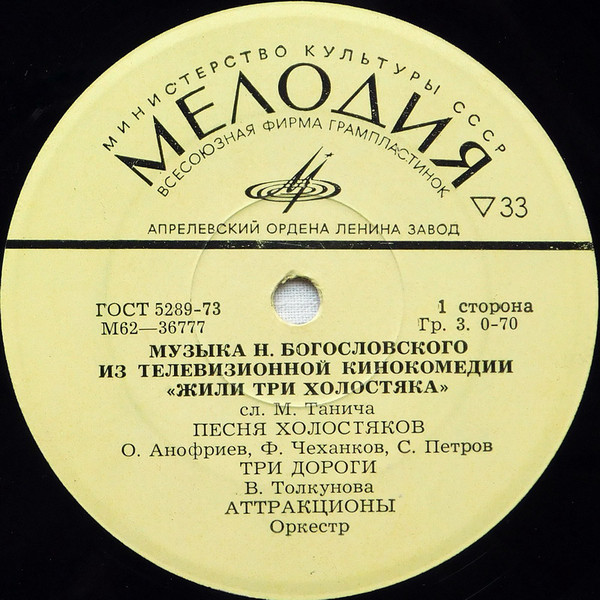 МИНИСТЕРСТВО КУЛЬТУРЫ СССР
МЕЛОДИЯ
ВСЕСОЮЗНАЯ ФИРМА ГРАМПЛАСТИНОК
▽33
АПРЕЛЕВСКИЙ ОРДЕНА ЛЕНИНА ЗАВОД
ГОСТ 5289-73
М62—36777
1 сторона
Гр. 3. 0-70
МУЗЫКА Н. БОГОСЛОВСКОГО
ИЗ ТЕЛЕВИЗИОННОЙ КИНОКОМЕДИИ
«ЖИЛИ ТРИ ХОЛОСТЯКА»
сл. М. Танича
ПЕСНЯ ХОЛОСТЯКОВ
О. Анофриев, Ф. Чеханков, С. Петров
ТРИ ДОРОГИ
В. Толкунова
АТТРАКЦИОНЫ
Оркестр